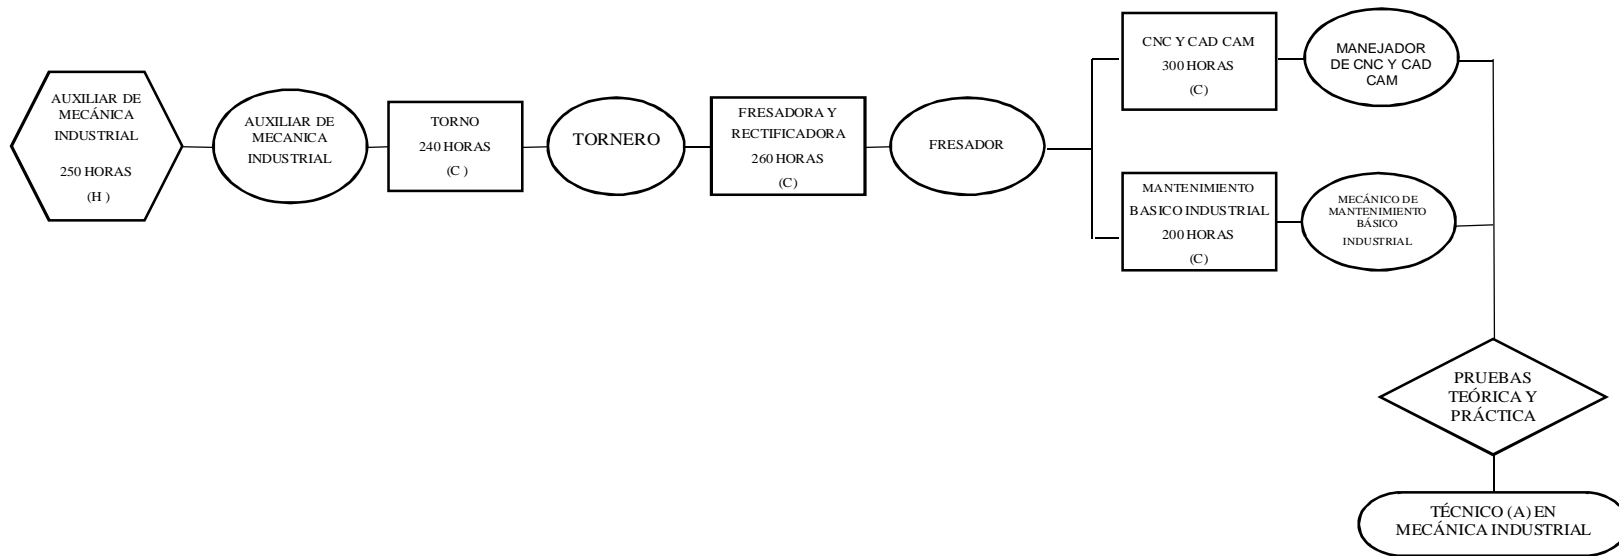 AUXILIAR DE
MECÁNICA
INDUSTRIAL
250 HORAS
(H )
AUXILIAR DE
MECANICA
INDUSTRIAL
TORNO
240 HORAS
(C )
TORNERO
FRESADORA Y
RECTIFICADORA
260 HORAS
(C)
FRESADOR
CNC Y CAD CAM
300 HORAS
(C)
MANEJADOR
DE CNC Y CAD
CAM
MANTENIMIENTO
BASICO INDUSTRIAL
200 HORAS
(C)
MECÁNICO DE
MANTENIMIENTO
BÁSICO
INDUSTRIAL
PRUEBAS
TEÓRICA Y
PRÁCTICA
TÉCNICO (A) EN
MECÁNICA INDUSTRIAL